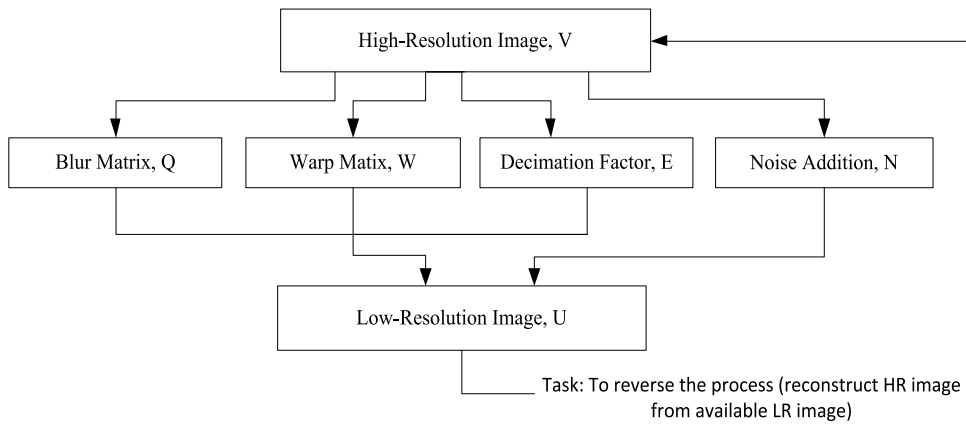 High-Resolution Image, V
Blur Matrix, Q
Warp Matix, W
Decimation Factor, E
Noise Addition, N
Low-Resolution Image, U
Task: To reverse the process (reconstruct HR image
from available LR image)